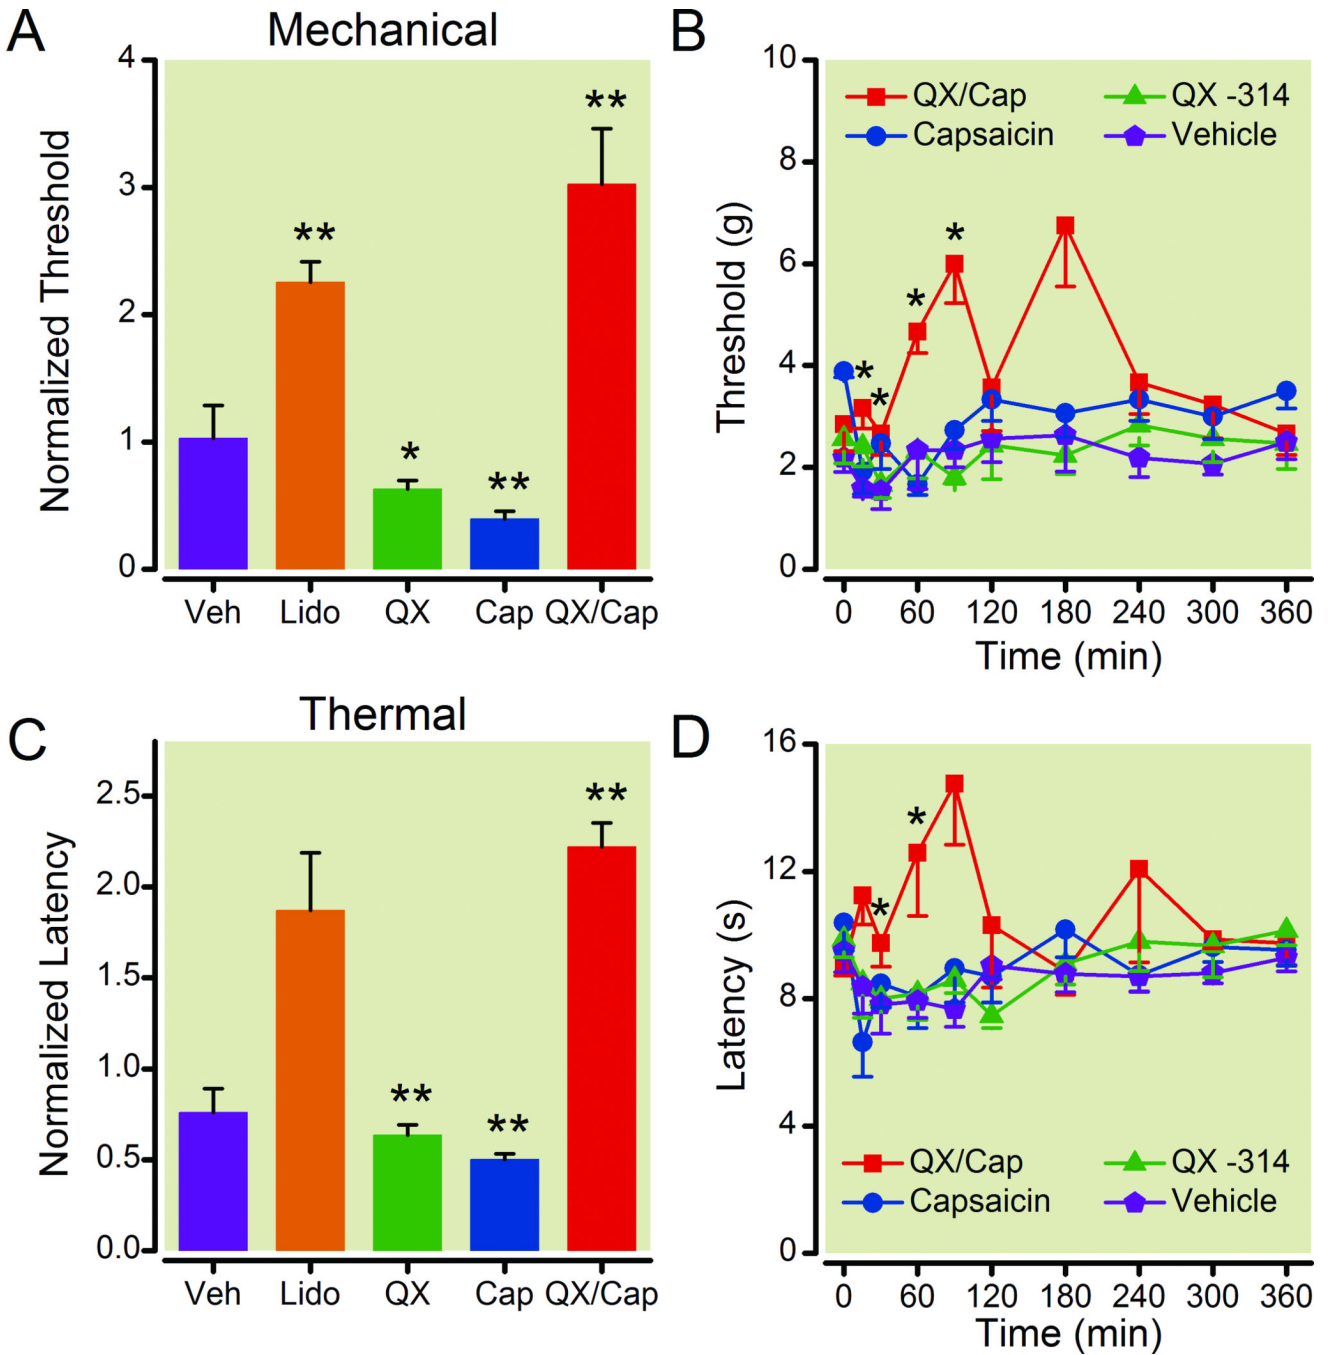 A
Mechanical
Normalized Threshold
4
3
2
1
0
**
*
**
**
Veh Lido QX Cap QX/Cap
B
Threshold (g)
10
8
6
4
2
0
QX/Cap QX -314
Capsaicin Vehicle
*
*
*
*
0 60 120 180 240 300 360
Time (min)
C
Thermal
Normalized Latency
2.5
2.0
1.5
1.0
0.5
0.0
**
**
**
Veh Lido QX Cap QX/Cap
D
Latency (s)
16
12
8
4
0
*
*
QX/Cap QX -314
Capsaicin Vehicle
0 60 120 180 240 300 360
Time (min)